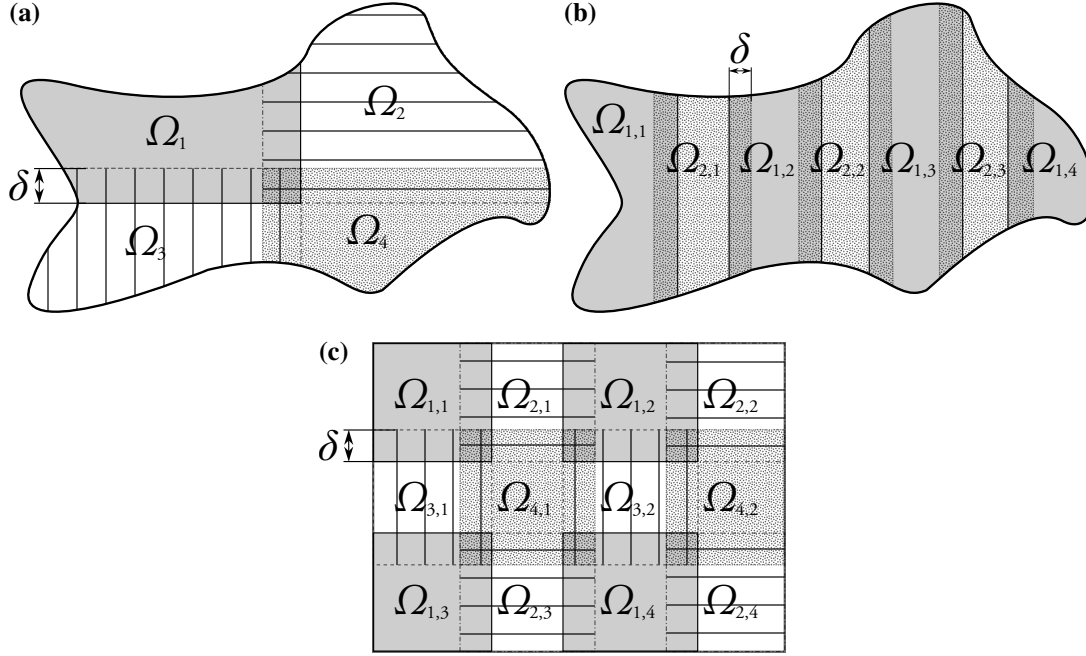 (a)
Ω1
Ω2
δ
Ω3
Ω4
(b)
δ
Ω1,1
Ω2,1
Ω1,2
Ω2,2
Ω1,3
Ω2,3
Ω1,4
(c)
Ω1,1 Ω2,1 Ω1,2 Ω2,2
δ
Ω3,1 Ω4,1 Ω3,2 Ω4,2
Ω1,3 Ω2,3 Ω1,4 Ω2,4